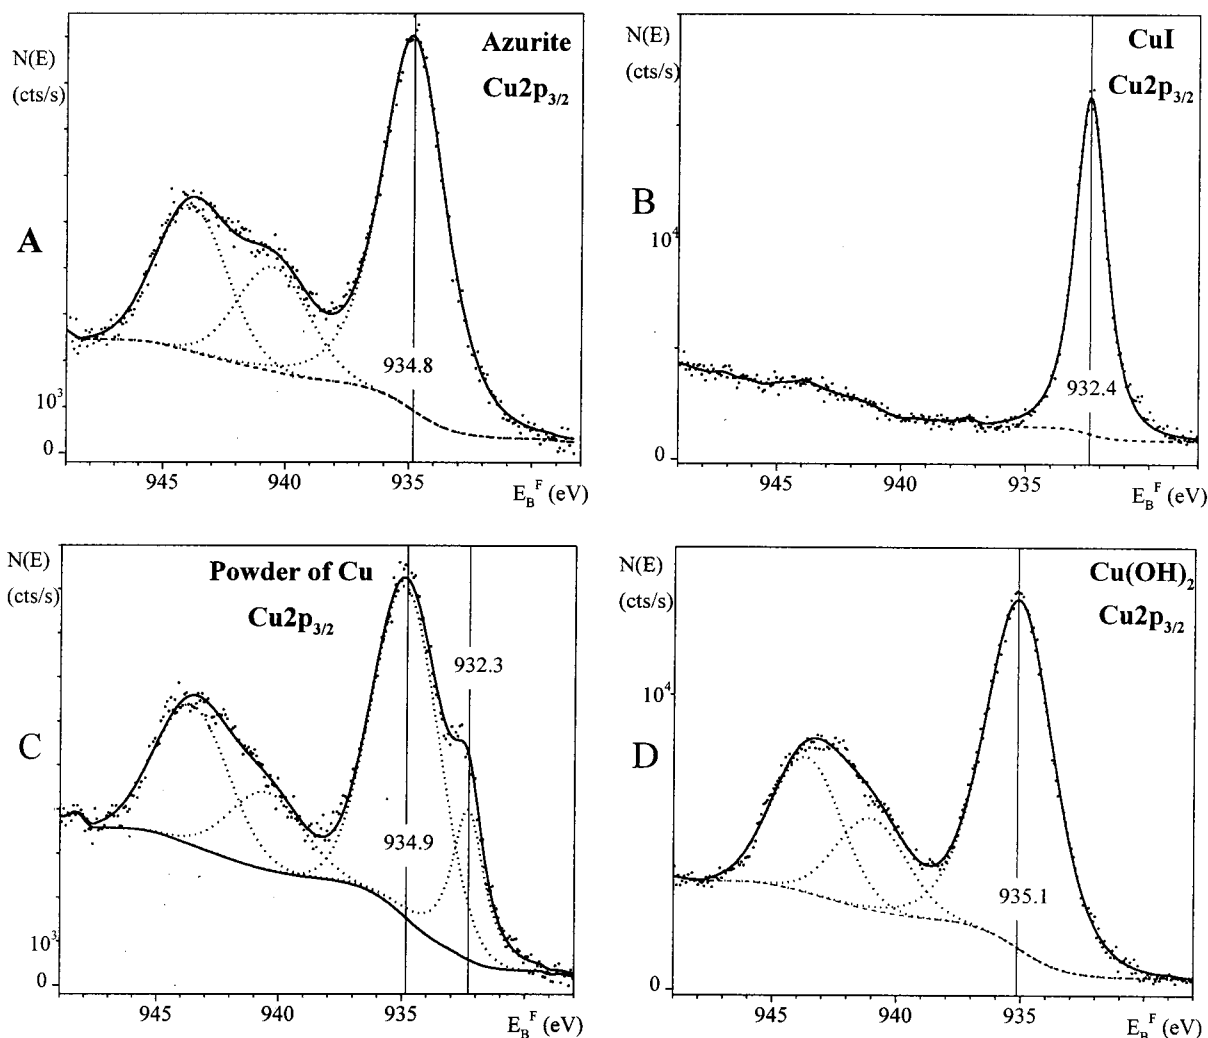 N(E)
(cts/s)
Azurite
Cu2p3/2
A
934.8
10³
0
945
940
935
E_B^F (eV)
N(E)
(cts/s)
CuI
Cu2p3/2
B
10⁴
932.4
0
945
940
935
E_B^F (eV)
N(E)
(cts/s)
Powder of Cu
Cu2p3/2
932.3
C
934.9
10³
0
945
940
935
E_B^F (eV)
N(E)
(cts/s)
Cu(OH)₂
Cu2p3/2
10⁴
D
935.1
0
945
940
935
E_B^F (eV)